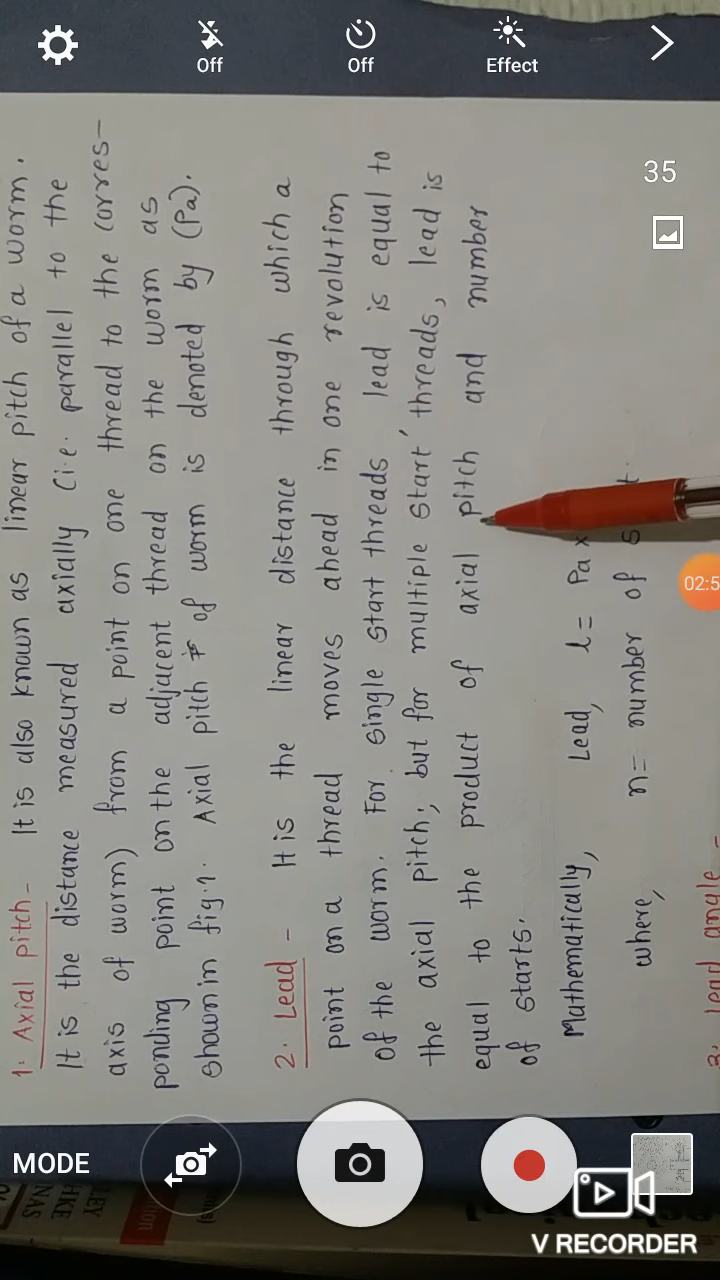 1. Axial pitch- It is also known as linear pitch of a worm.
It is the distance measured axially (i.e. parallel to the
axis of worm) from a point on one thread to the corres-
ponding point on the adjacent thread on the worm as
shown in fig.1. Axial pitch of worm is denoted by (Pa).
2. Lead - It is the linear distance through which a
point on a thread moves ahead in one revolution
of the worm. For single start threads lead is equal to
the axial pitch; but for multiple start threads, lead is
equal to the product of axial pitch and number
of starts.
Mathematically, Lead, l = Pa x
where, n = number of
3. Lead angle -
Off
Off
Effect
35
02:5
MODE
V RECORDER